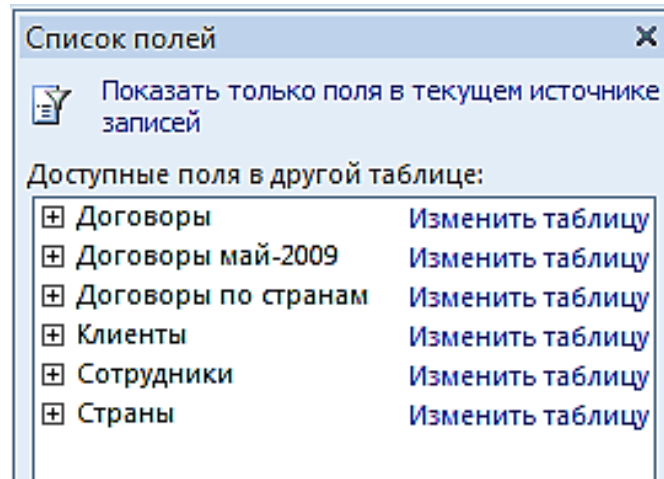 Список полей
Показать только поля в текущем источнике
записей
Доступные поля в другой таблице:
Договоры Изменить таблицу
Договоры май-2009 Изменить таблицу
Договоры по странам Изменить таблицу
Клиенты Изменить таблицу
Сотрудники Изменить таблицу
Страны Изменить таблицу